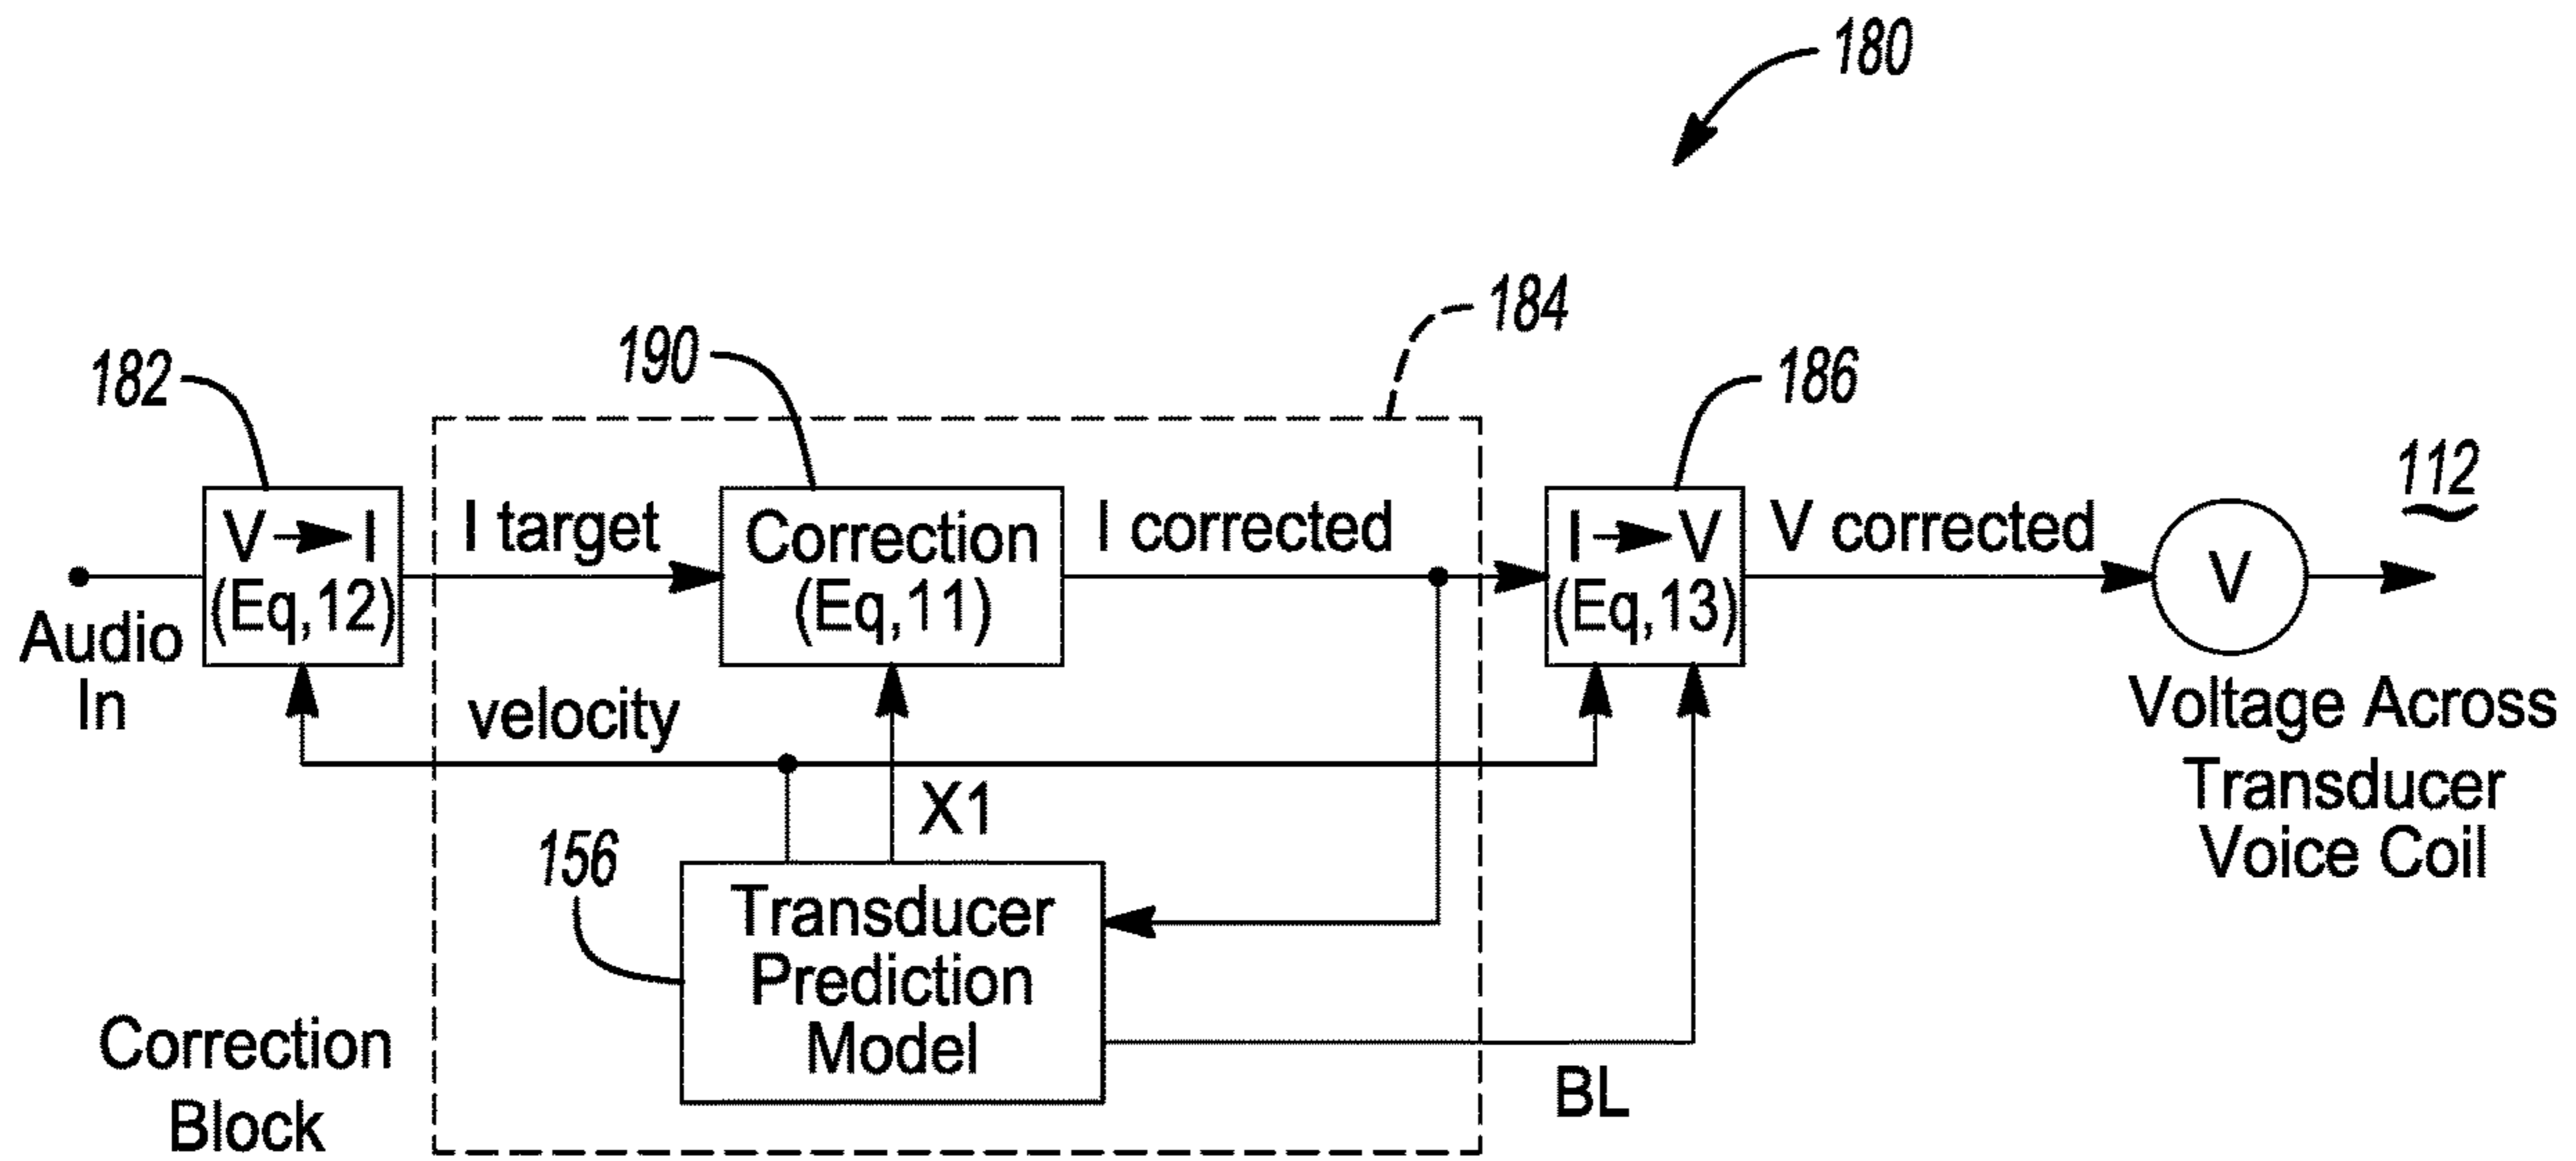 180
184
190
182
186
112
V → I
(Eq,12)
I target
Correction
(Eq,11)
I corrected
I → V
(Eq,13)
V corrected
V
Audio
In
velocity
X1
Voltage Across
Transducer
Voice Coil
156
Transducer
Prediction
Model
BL
Correction
Block